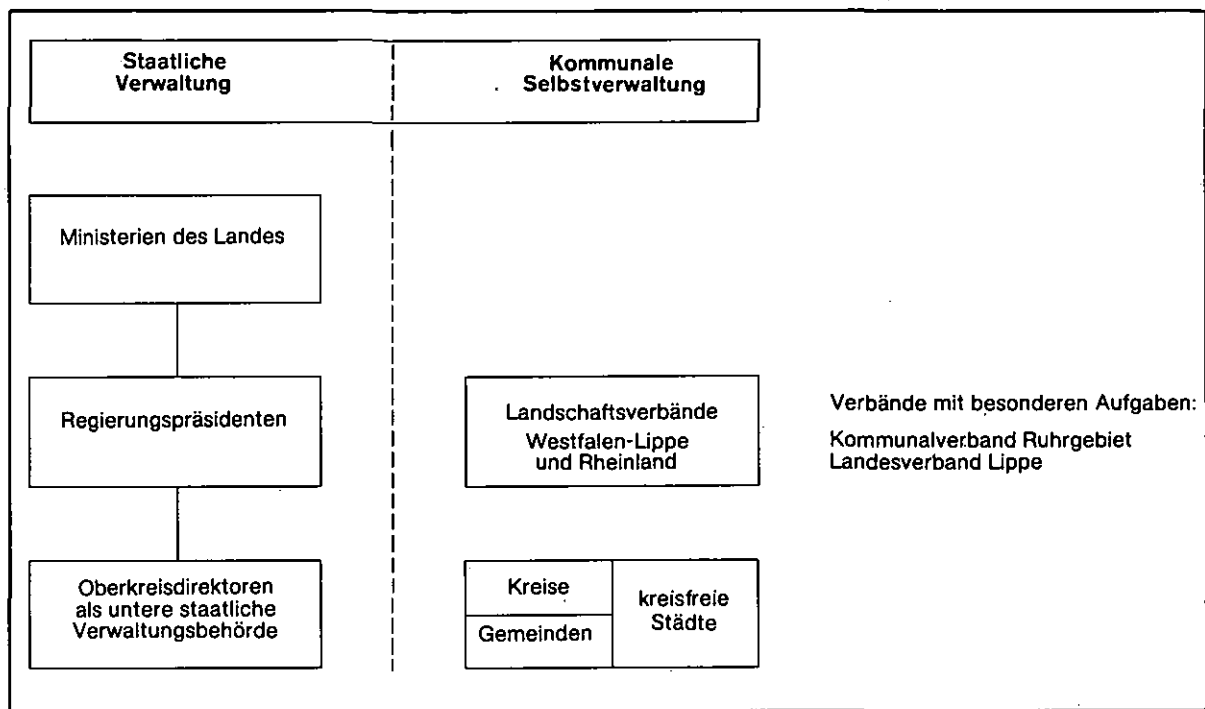 Staatliche
Verwaltung
Kommunale
Selbstverwaltung
Ministerien des Landes
Regierungspräsidenten
Landschaftsverbände
Westfalen-Lippe
und Rheinland
Verbände mit besonderen Aufgaben:
Kommunalverband Ruhrgebiet
Landesverband Lippe
Oberkreisdirektoren
als untere staatliche
Verwaltungsbehörde
Kreise
Gemeinden
kreisfreie
Städte